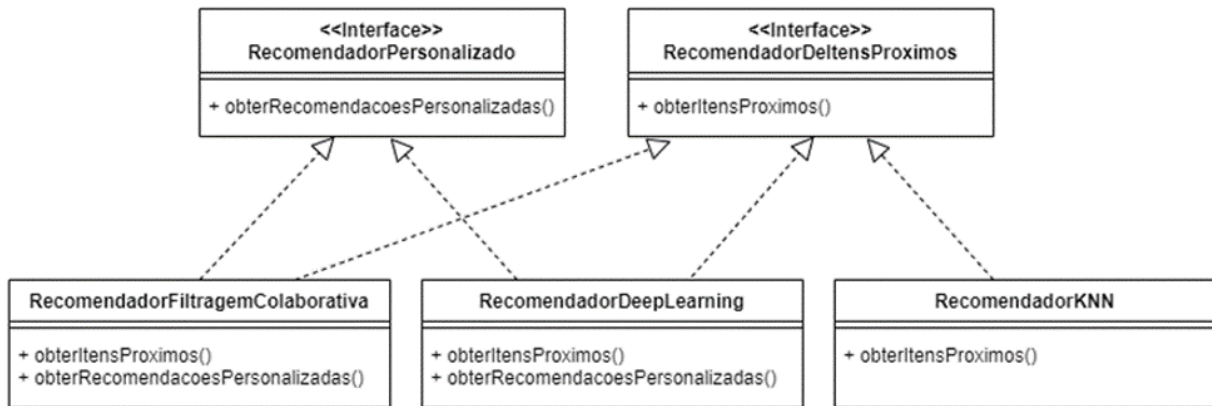 <<Interface>>
RecomendadorPersonalizado
+ obterRecomendacoesPersonalizadas()
<<Interface>>
RecomendadorDeItensProximos
+ obterItensProximos()
RecomendadorFiltragemColaborativa
+ obterItensProximos()
+ obterRecomendacoesPersonalizadas()
RecomendadorDeepLearning
+ obterItensProximos()
+ obterRecomendacoesPersonalizadas()
RecomendadorKNN
+ obterItensProximos()